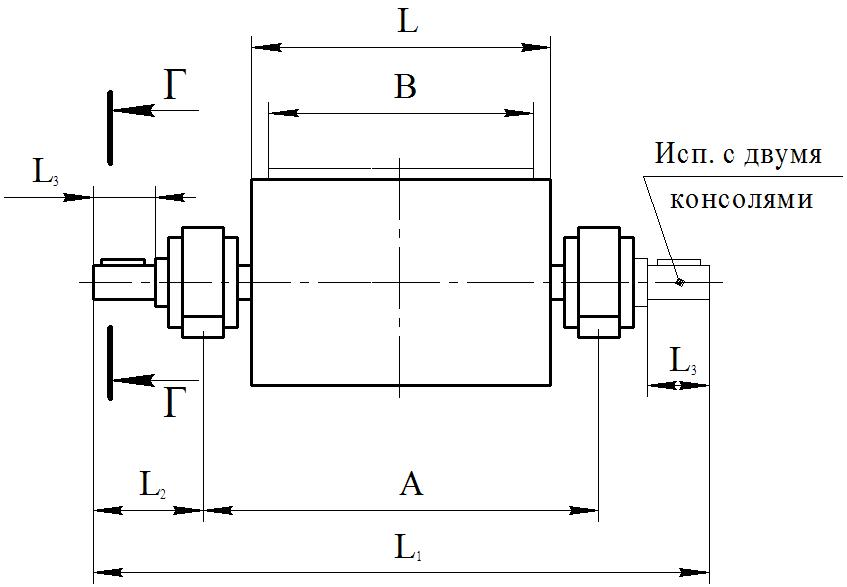 L
B
Г
Исп. с двумя
консолями
L₃
L₃
Г
L₂
A
L₁